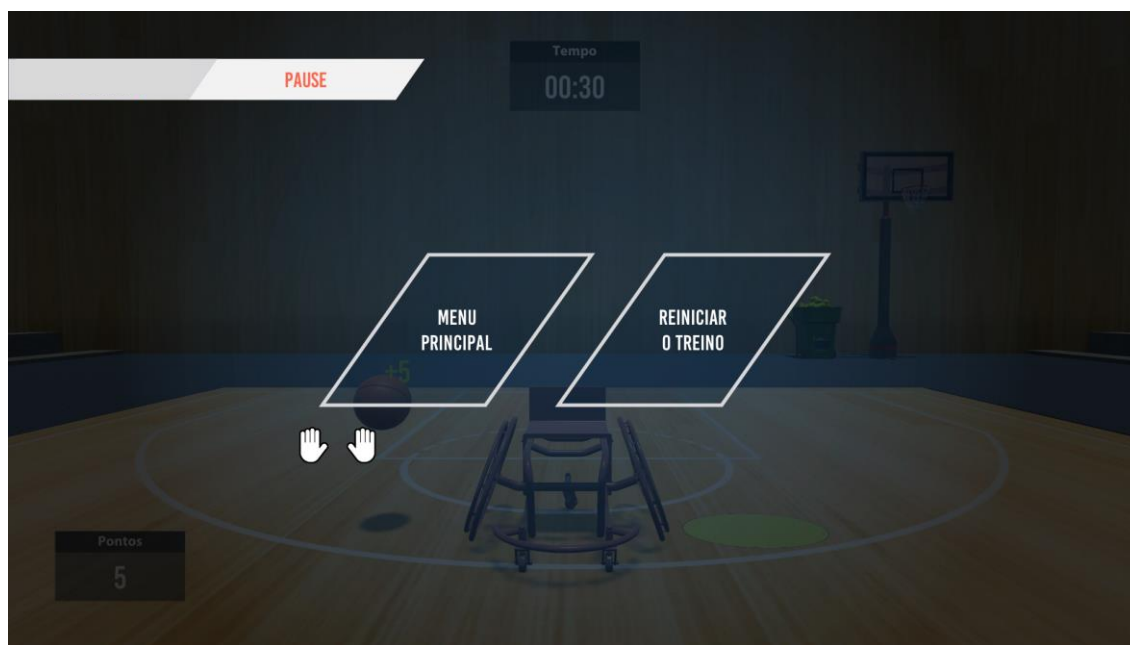 PAUSE
Tempo
00:30
MENU
PRINCIPAL
REINICIAR
O TREINO
+5
Pontos
5